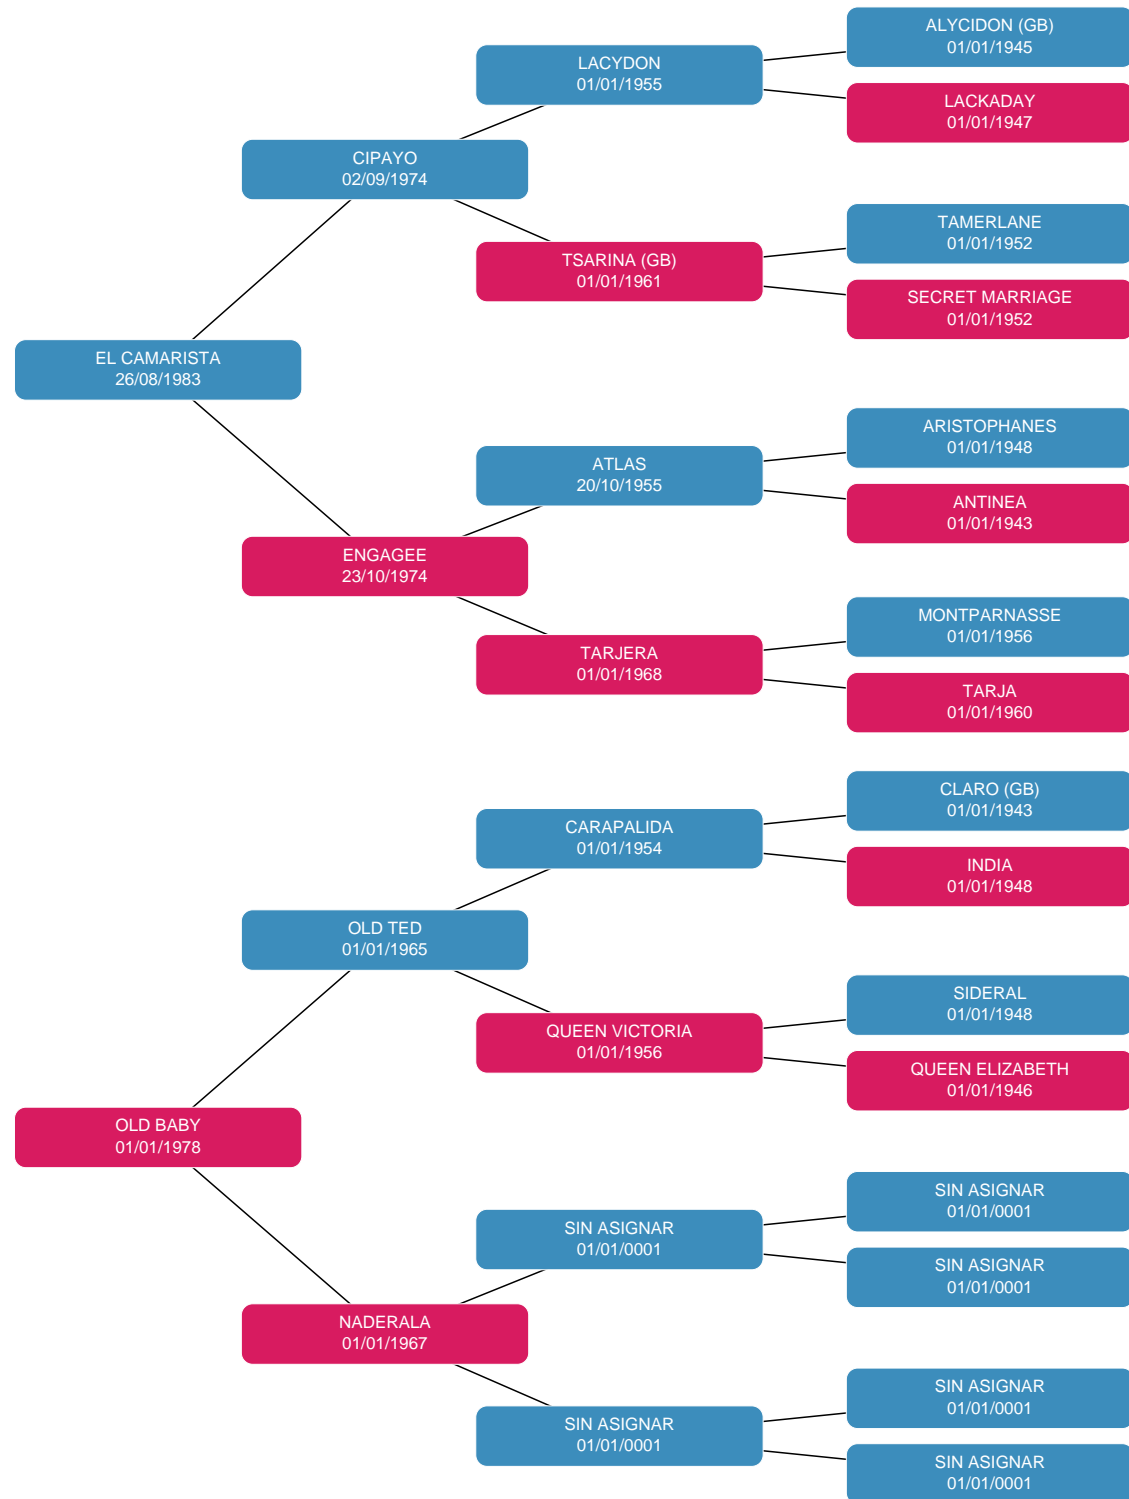 ALYCIDON (GB)
01/01/1945
LACYDON
01/01/1955
LACKADAY
01/01/1947
CIPAYO
02/09/1974
TAMERLANE
01/01/1952
TSARINA (GB)
01/01/1961
SECRET MARRIAGE
01/01/1952
EL CAMARISTA
26/08/1983
ARISTOPHANES
01/01/1948
ATLAS
20/10/1955
ANTINEA
01/01/1943
ENGAGEE
23/10/1974
MONTPARNASSE
01/01/1956
TARJERA
01/01/1968
TARJA
01/01/1960
CLARO (GB)
01/01/1943
CARAPALIDA
01/01/1954
INDIA
01/01/1948
OLD TED
01/01/1965
SIDERAL
01/01/1948
QUEEN VICTORIA
01/01/1956
QUEEN ELIZABETH
01/01/1946
OLD BABY
01/01/1978
SIN ASIGNAR
01/01/0001
SIN ASIGNAR
01/01/0001
SIN ASIGNAR
01/01/0001
NADERALA
01/01/1967
SIN ASIGNAR
01/01/0001
SIN ASIGNAR
01/01/0001
SIN ASIGNAR
01/01/0001